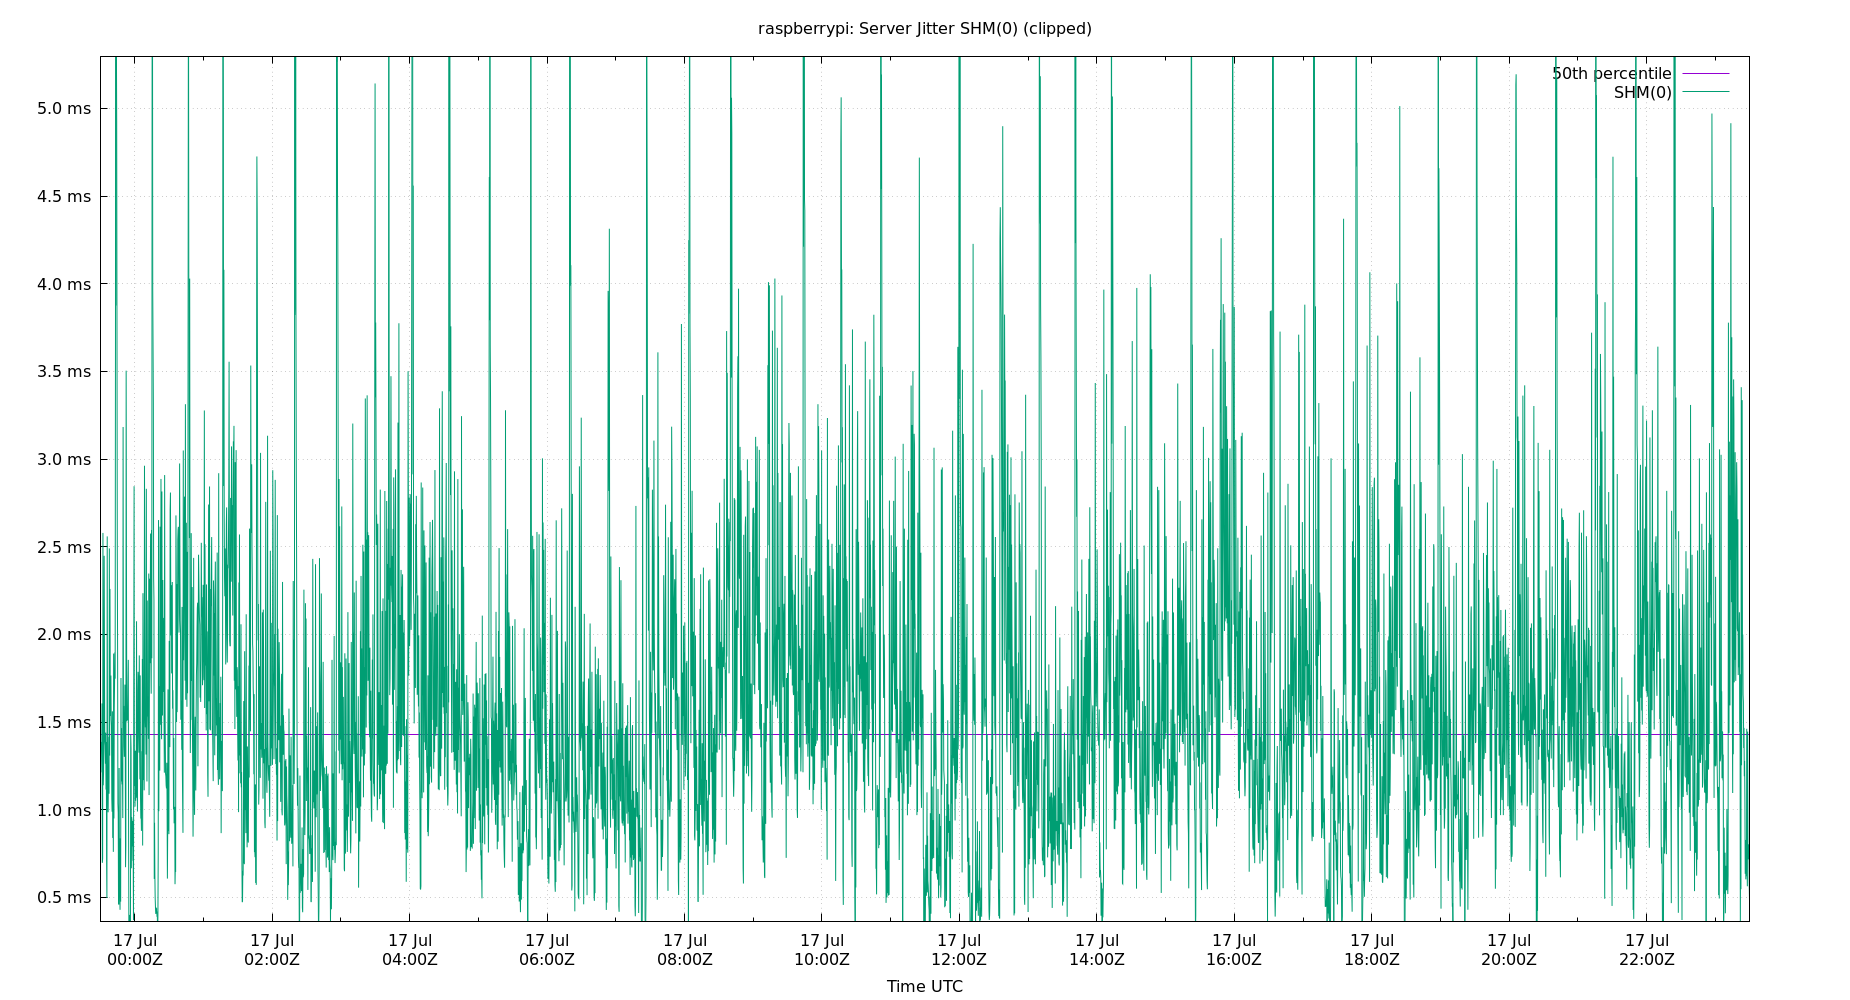 raspberrypi: Server Jitter SHM(0) (clipped)
50th percentile
SHM(0)
5.0 ms
4.5 ms
4.0 ms
3.5 ms
3.0 ms
2.5 ms
2.0 ms
1.5 ms
1.0 ms
0.5 ms
17 Jul 17 Jul 17 Jul 17 Jul 17 Jul 17 Jul 17 Jul 17 Jul 17 Jul 17 Jul 17 Jul 17 Jul
00:00Z 02:00Z 04:00Z 06:00Z 08:00Z 10:00Z 12:00Z 14:00Z 16:00Z 18:00Z 20:00Z 22:00Z
Time UTC